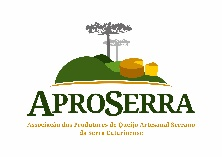 APROSERRA
Associação dos Produtores de Queijo Artesanal Serrano
da Serra Catarinense